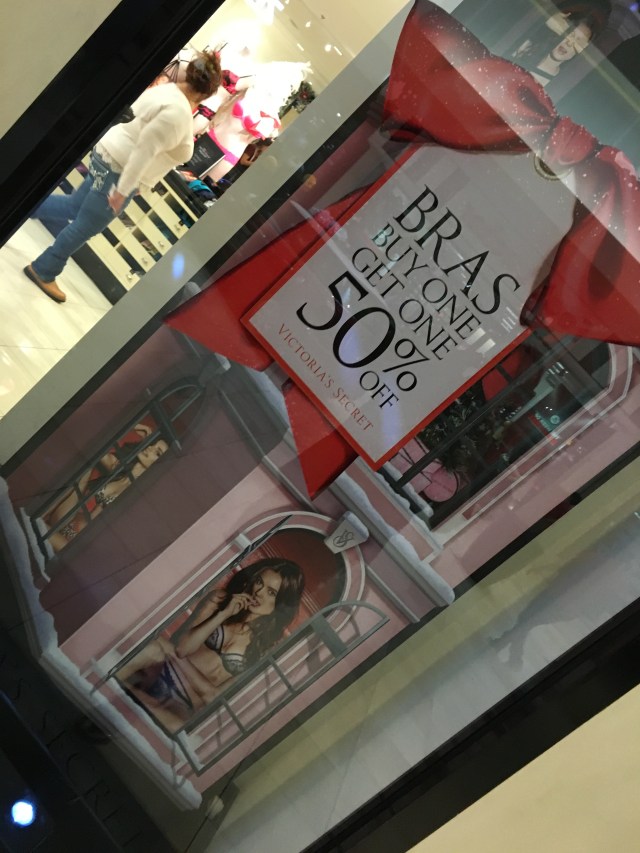 BRAS
BUY ONE
GET ONE
50%
OFF
VICTORIA'S SECRET